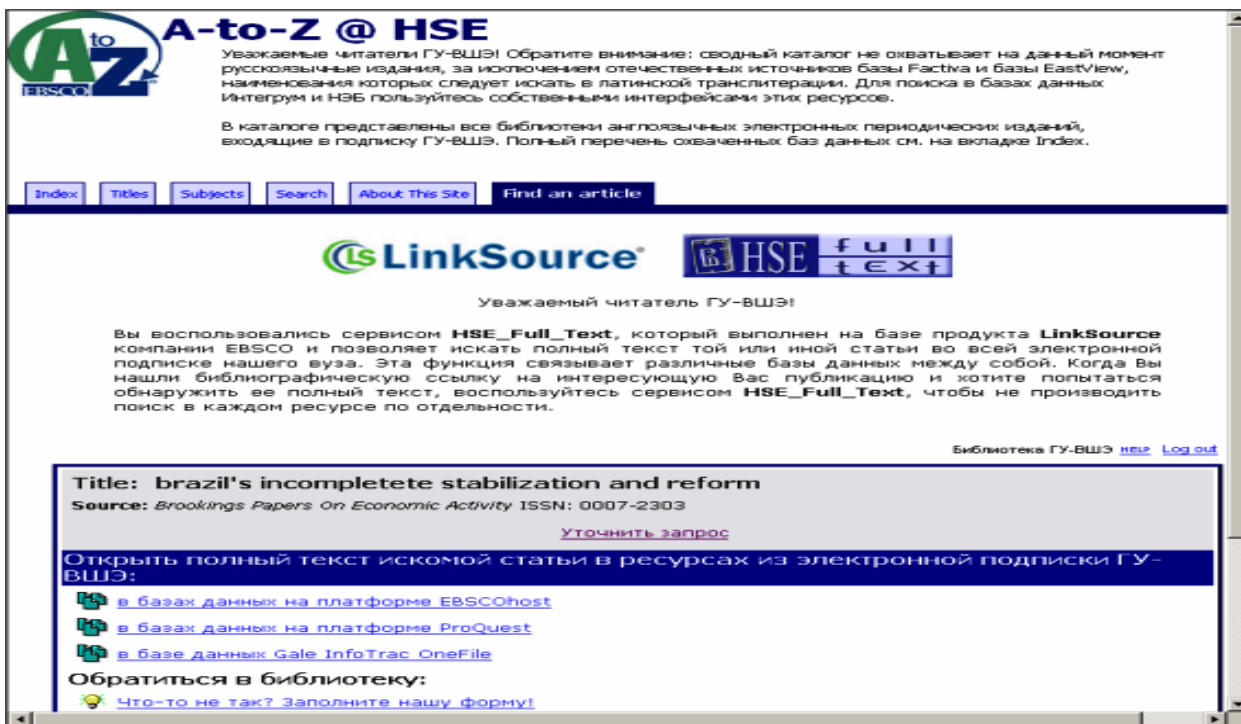 A to Z
EBSCO
A-to-Z @ HSE
Уважаемые читатели ГУ-ВШЭ! Обратите внимание: сводный каталог не охватывает на данный момент
русскоязычные издания, за исключением отечественных источников базы Factiva и базы EastView,
наименования которых следует искать в латинской транслитерации. Для поиска в базах данных
Интегрум и НЭБ пользуйтесь собственными интерфейсами этих ресурсов.
В каталоге представлены все библиотеки англоязычных электронных периодических изданий,
входящие в подписку ГУ-ВШЭ. Полный перечень охваченных баз данных см. на вкладке Index.
Index Titles Subjects Search About This Site Find an article
LS LinkSource HSE full
text
Уважаемый читатель ГУ-ВШЭ!
Вы воспользовались сервисом HSE_Full_Text, который выполнен на базе продукта LinkSource
компании EBSCO и позволяет искать полный текст той или иной статьи во всей электронной
подписке нашего вуза. Эта функция связывает различные базы данных между собой. Когда Вы
нашли библиографическую ссылку на интересующую Вас публикацию и хотите попытаться
обнаружить ее полный текст, воспользуйтесь сервисом HSE_Full_Text, чтобы не производить
поиск в каждом ресурсе по отдельности.
Библиотека ГУ-ВШЭ HELP Log out
Title: brazil's incompletete stabilization and reform
Source: Brookings Papers On Economic Activity ISSN: 0007-2303
Уточнить запрос
Открыть полный текст искомой статьи в ресурсах из электронной подписки ГУ-
ВШЭ:
в базах данных на платформе EBSCOhost
в базах данных на платформе ProQuest
в базе данных Gale InfoTrac OneFile
Обратиться в библиотеку:
Что-то не так? Заполните нашу форму!